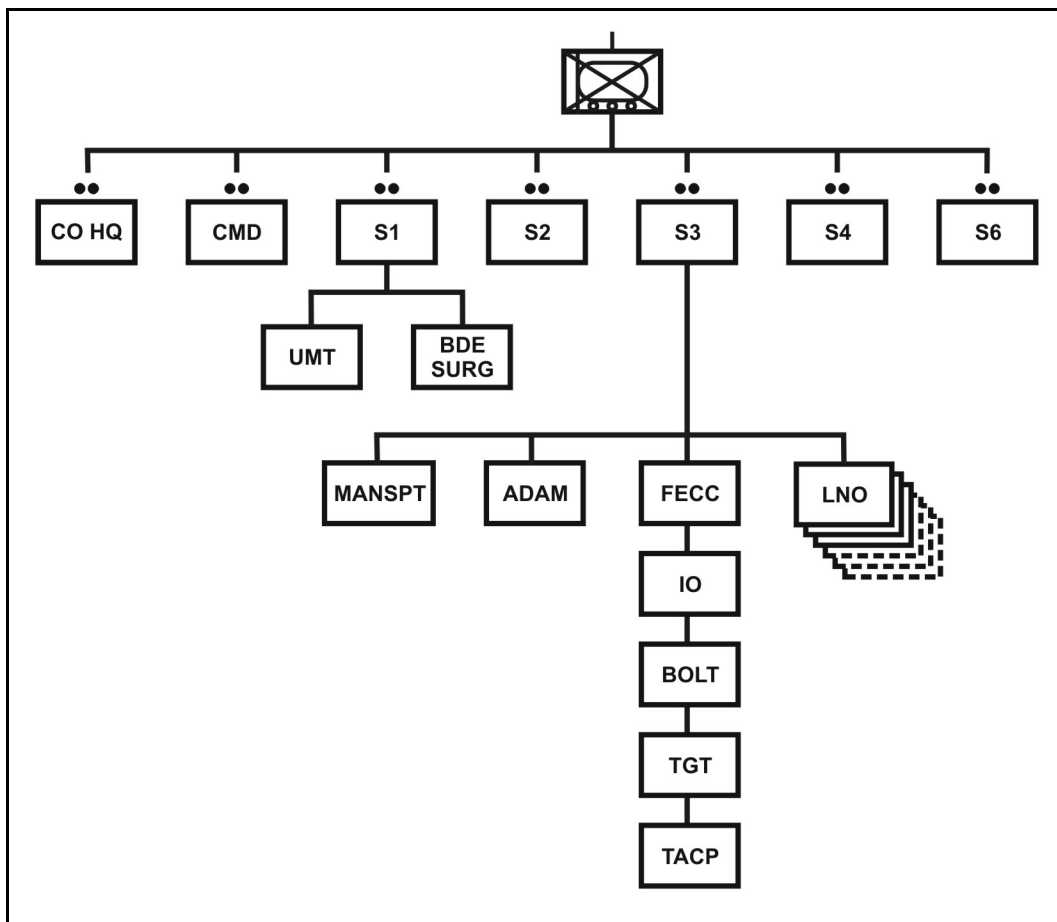 CO HQ
CMD
S1
S2
S3
S4
S6
UMT
BDE
SURG
MANSPT
ADAM
FECC
LNO
IO
BOLT
TGT
TACP